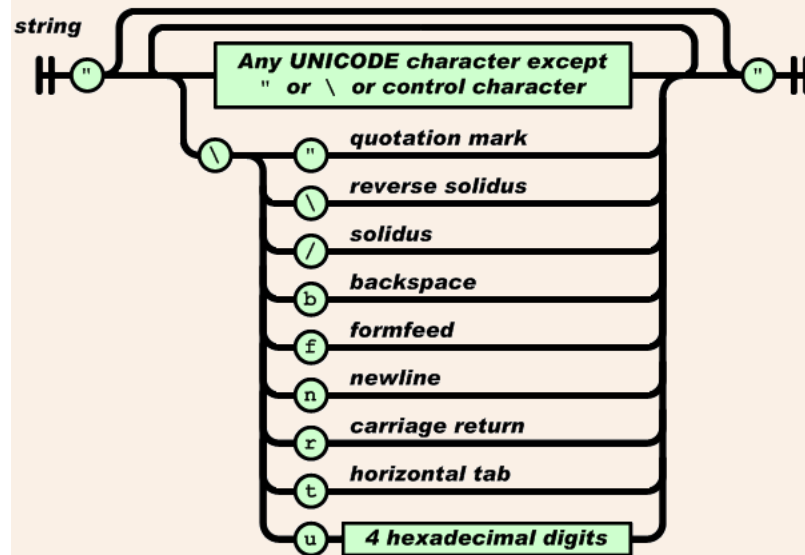 string
" Any UNICODE character except "
" or \ or control character
\ " quotation mark
\ reverse solidus
/ solidus
b backspace
f formfeed
n newline
r carriage return
t horizontal tab
u 4 hexadecimal digits